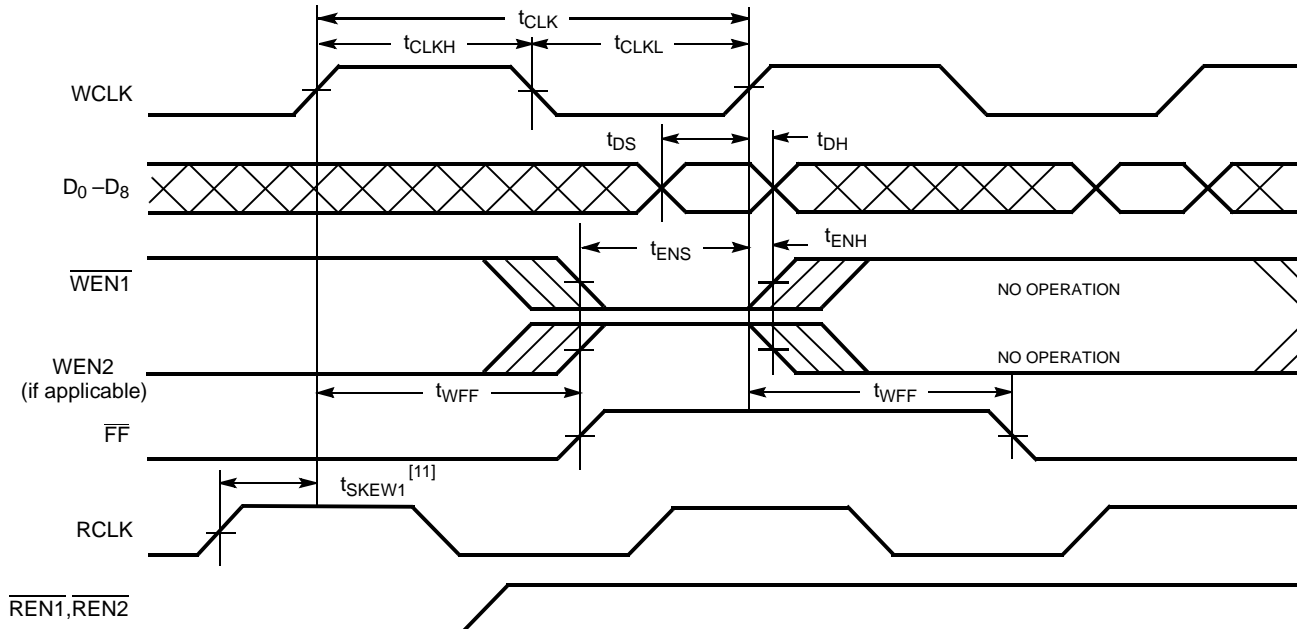 tCLK
tCLKH tCLKL
WCLK
tDS tDH
D0 –D8
tENS tENH
WEN1 NO OPERATION
WEN2 NO OPERATION
(if applicable)
tWFF tWFF
FF
tSKEW1 [11]
RCLK
REN1,REN2